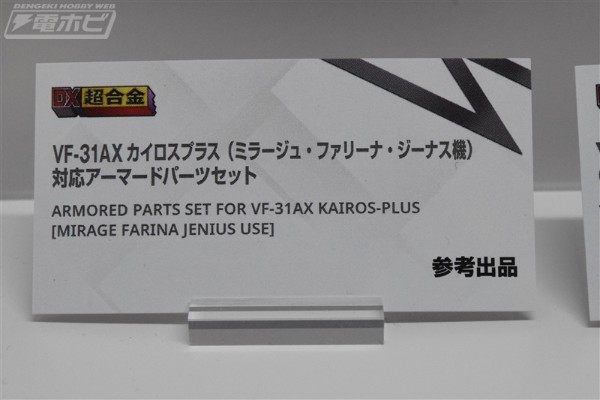 DENGEKI HOBBY WEB
電ホビ
DX超合金
VF-31AX カイロスプラス（ミラージュ・ファリーナ・ジーナス機）
対応アーマードパーツセット
ARMORED PARTS SET FOR VF-31AX KAIROS-PLUS
[MIRAGE FARINA JENIUS USE]
参考出品